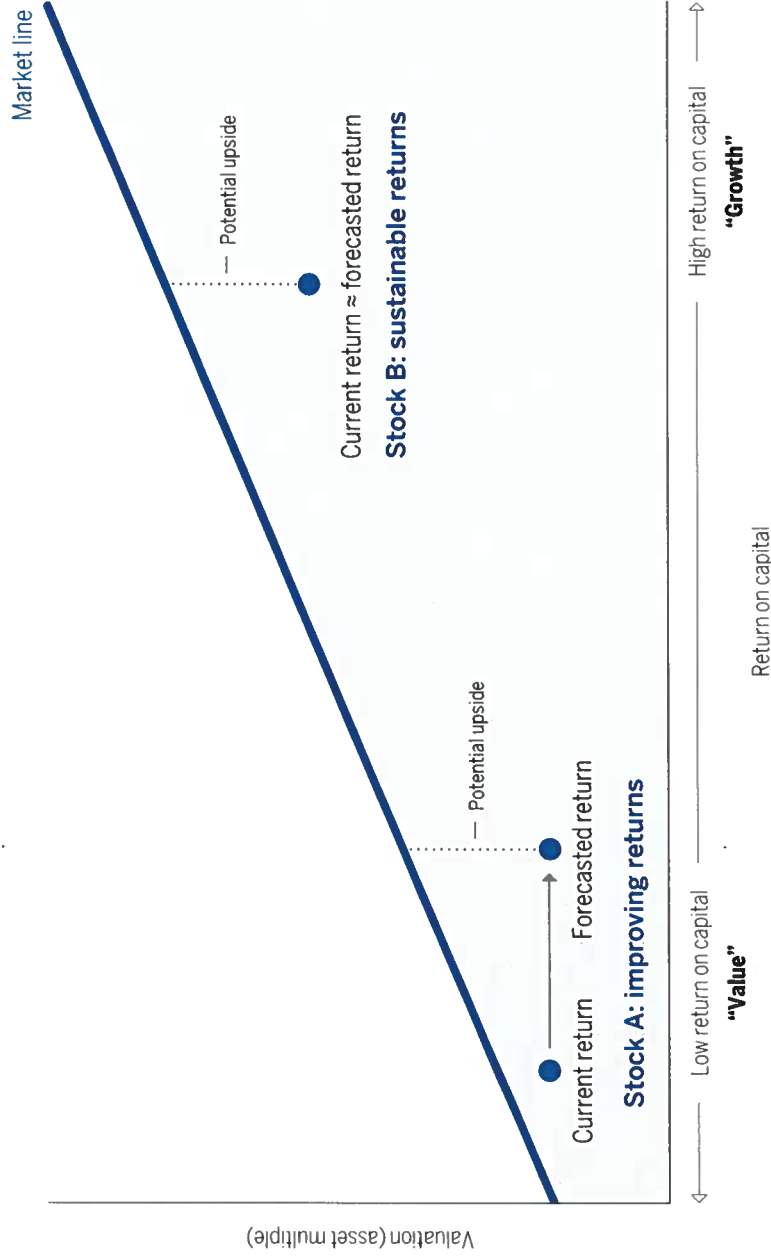 Market line
— Potential upside
Current return ≈ forecasted return
Stock B: sustainable returns
— Potential upside
Current return
Forecasted return
Stock A: improving returns
Valuation (asset multiple)
Low return on capital
High return on capital
“Value”
“Growth”
Return on capital